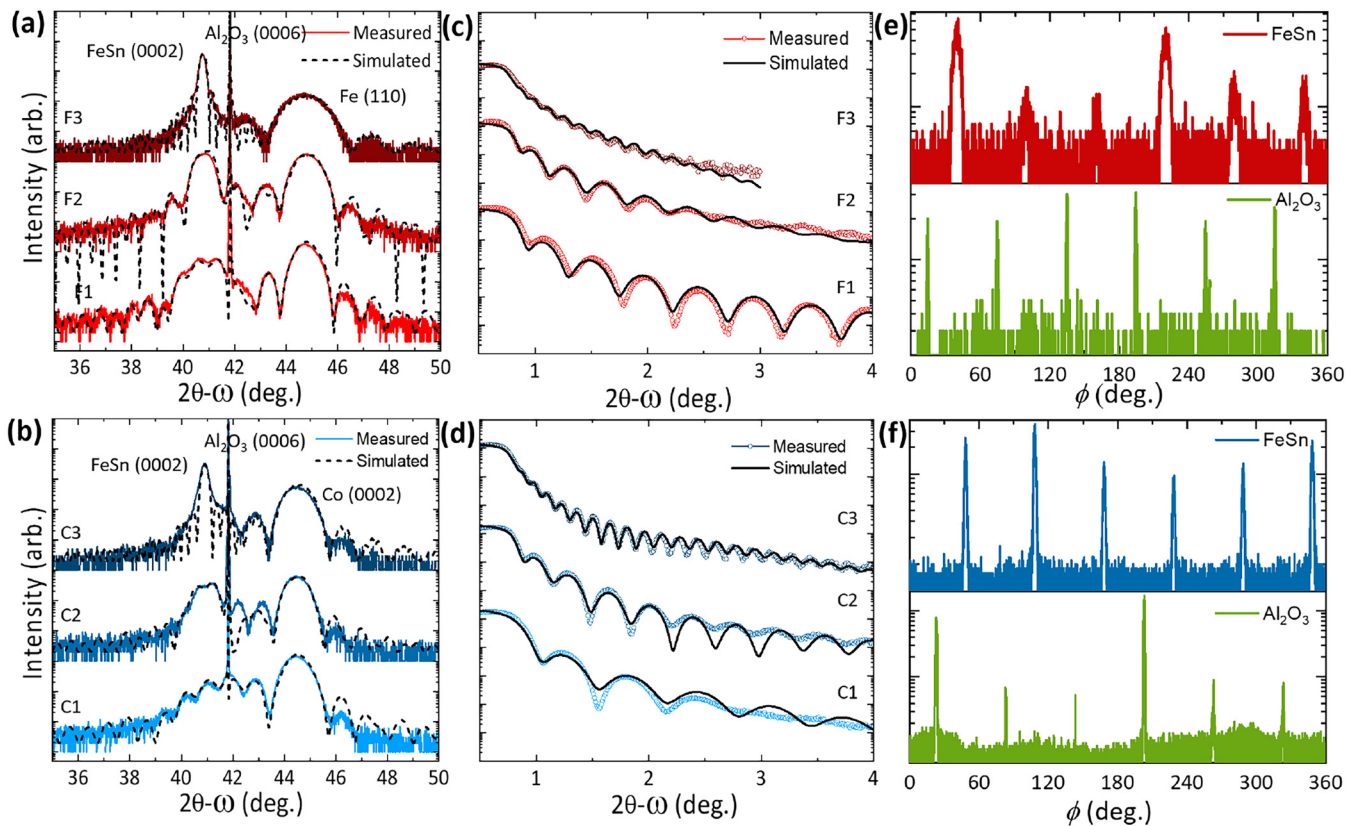 (a)
Al₂O₃ (0006)
Measured
FeSn (0002)
Simulated
Fe (110)
F3
F2
F1
Intensity (arb.)
36 38 40 42 44 46 48 50
2θ-ω (deg.)
(c)
Measured
Simulated
F3
F2
F1
1 2 3 4
2θ-ω (deg.)
(e)
FeSn
Al₂O₃
0 60 120 180 240 300 360
ϕ (deg.)
(b)
Al₂O₃ (0006)
Measured
FeSn (0002)
Simulated
Co (0002)
C3
C2
C1
Intensity (arb.)
36 38 40 42 44 46 48 50
2θ-ω (deg.)
(d)
Measured
Simulated
C3
C2
C1
1 2 3 4
2θ-ω (deg.)
(f)
FeSn
Al₂O₃
0 60 120 180 240 300 360
ϕ (deg.)